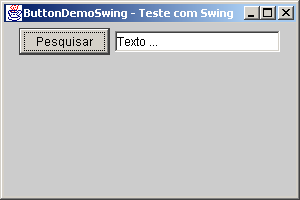 ButtonDemoSwing - Teste com Swing
Pesquisar
Texto ...